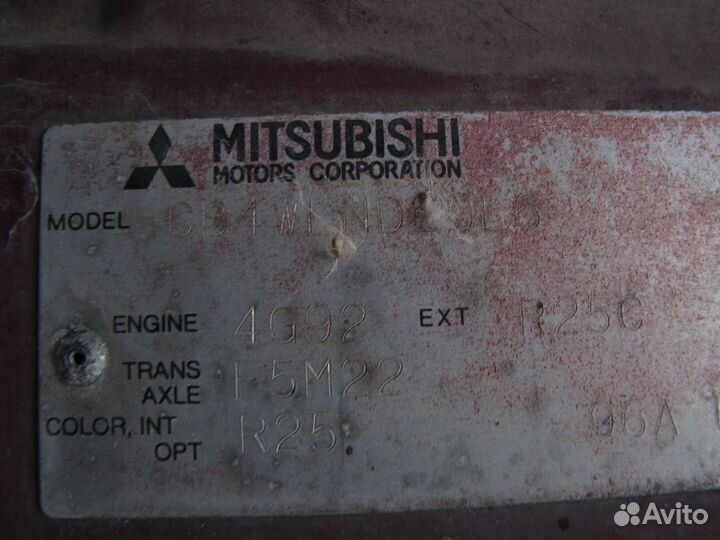 MITSUBISHI
MOTORS CORPORATION
MODEL
ENGINE 4G92 EXT R25C
TRANS AXLE F5M22
COLOR, INT OPT R25 96A
Avito